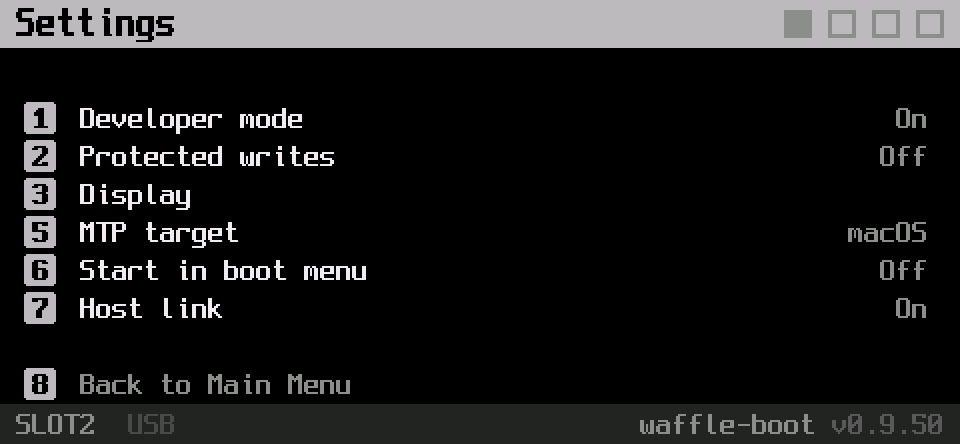 Settings
1 Developer mode On
2 Protected writes Off
3 Display
5 MTP target macOS
6 Start in boot menu Off
7 Host link On
8 Back to Main Menu
SLOT2 USB waffle-boot v0.9.50